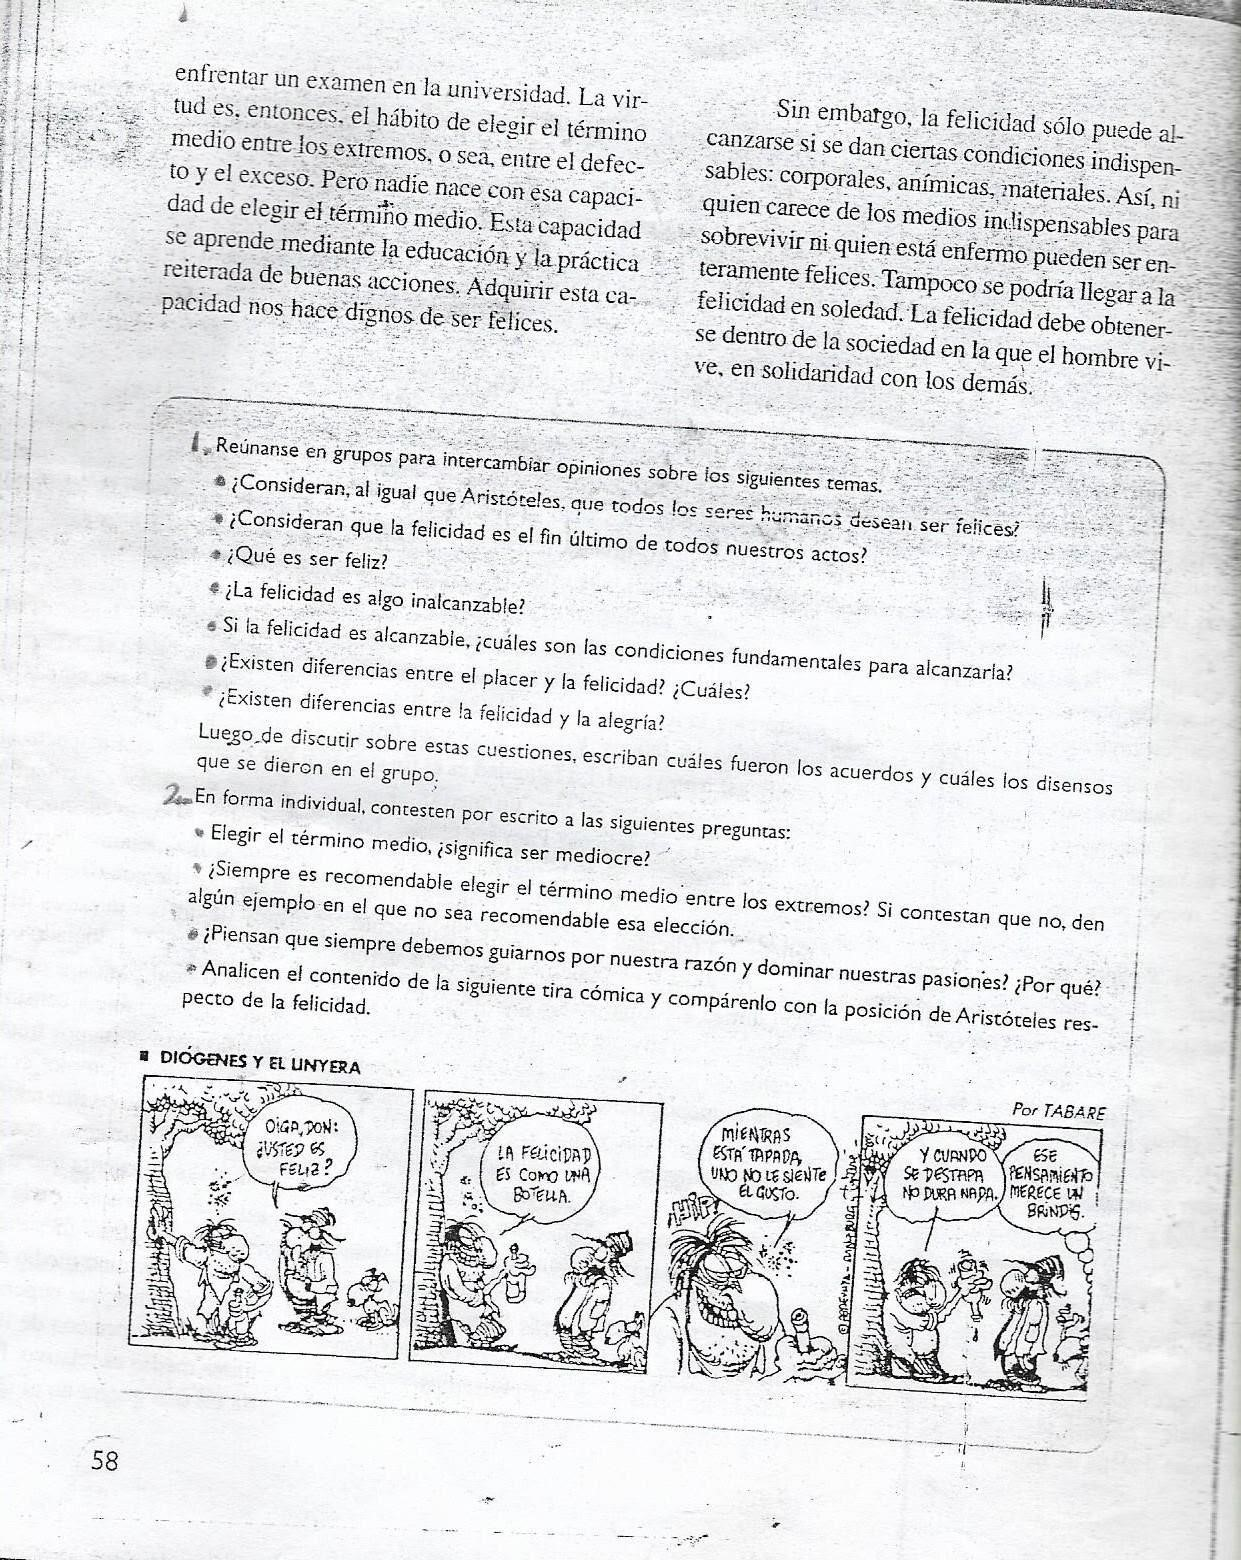 enfrentar un examen en la universidad. La vir-
tud es, entonces, el hábito de elegir el término
medio entre los extremos, o sea, entre el defec-
to y el exceso. Pero nadie nace con esa capaci-
dad de elegir el término medio. Esta capacidad
se aprende mediante la educación y la práctica
reiterada de buenas acciones. Adquirir esta ca-
pacidad nos hace dignos de ser felices.
Sin embargo, la felicidad sólo puede al-
canzarse si se dan ciertas condiciones indispen-
sables: corporales, anímicas, materiales. Así, ni
quien carece de los medios indispensables para
sobrevivir ni quien está enfermo pueden ser en-
teramente felices. Tampoco se podría llegar a la
felicidad en soledad. La felicidad debe obtener-
se dentro de la sociedad en la que el hombre vi-
ve, en solidaridad con los demás.
1. Reúnanse en grupos para intercambiar opiniones sobre los siguientes temas.
• ¿Consideran, al igual que Aristóteles, que todos los seres humanos desean ser felices?
• ¿Consideran que la felicidad es el fin último de todos nuestros actos?
• ¿Qué es ser feliz?
• ¿La felicidad es algo inalcanzable?
• Si la felicidad es alcanzable, ¿cuáles son las condiciones fundamentales para alcanzarla?
• ¿Existen diferencias entre el placer y la felicidad? ¿Cuáles?
• ¿Existen diferencias entre la felicidad y la alegría?
Luego de discutir sobre estas cuestiones, escriban cuáles fueron los acuerdos y cuáles los disensos
que se dieron en el grupo.
2. En forma individual, contesten por escrito a las siguientes preguntas:
• Elegir el término medio, ¿significa ser mediocre?
• ¿Siempre es recomendable elegir el término medio entre los extremos? Si contestan que no, den
algún ejemplo en el que no sea recomendable esa elección.
• ¿Piensan que siempre debemos guiarnos por nuestra razón y dominar nuestras pasiones? ¿Por qué?
• Analicen el contenido de la siguiente tira cómica y compárenlo con la posición de Aristóteles res-
pecto de la felicidad.
■ DIÓGENES Y EL LINYERA
Por TABARE
OIGA, DON:
¿USTED ES
FELIZ?
LA FELICIDAD
ES COMO UNA
BOTELLA.
MIENTRAS
ESTÁ TAPADA,
UNO NO LE SIENTE
EL GUSTO.
¡HIP!
Y CUANDO
SE DESTAPA
NO DURA NADA.
ESE
PENSAMIENTO
MERECE UN
BRINDIS.
58